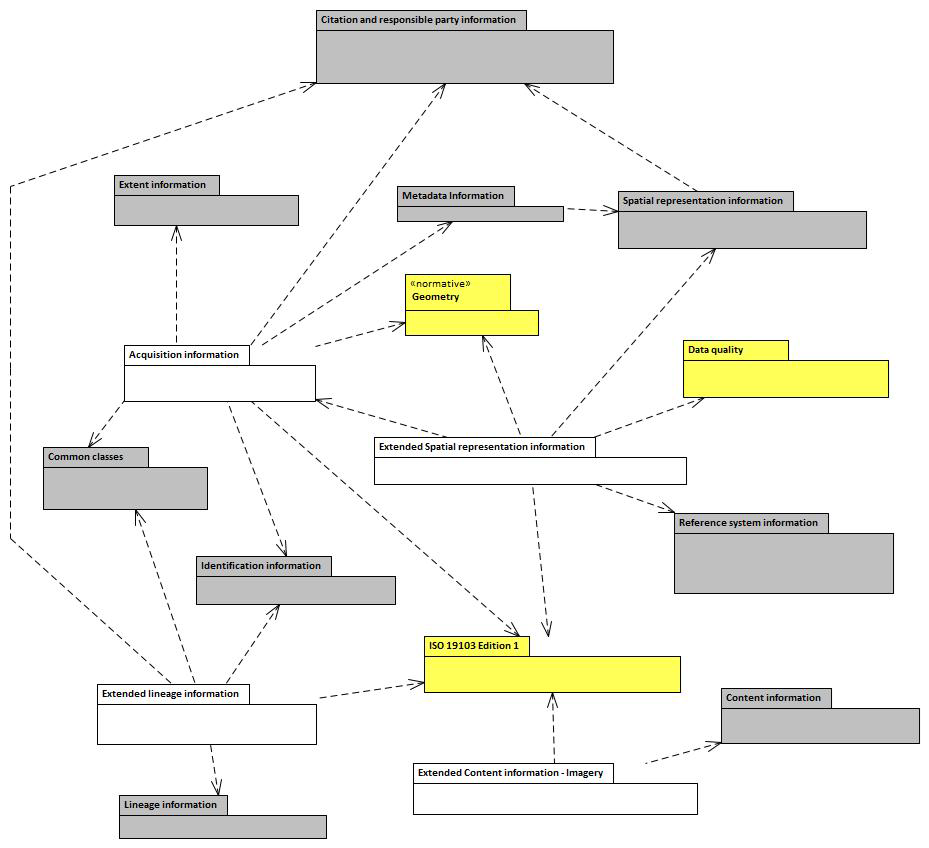 Citation and responsible party information
Extent information
Metadata Information
Spatial representation information
«normative»
Geometry
Acquisition information
Data quality
Extended Spatial representation information
Common classes
Reference system information
Identification information
ISO 19103 Edition 1
Extended lineage information
Content information
Extended Content information - Imagery
Lineage information